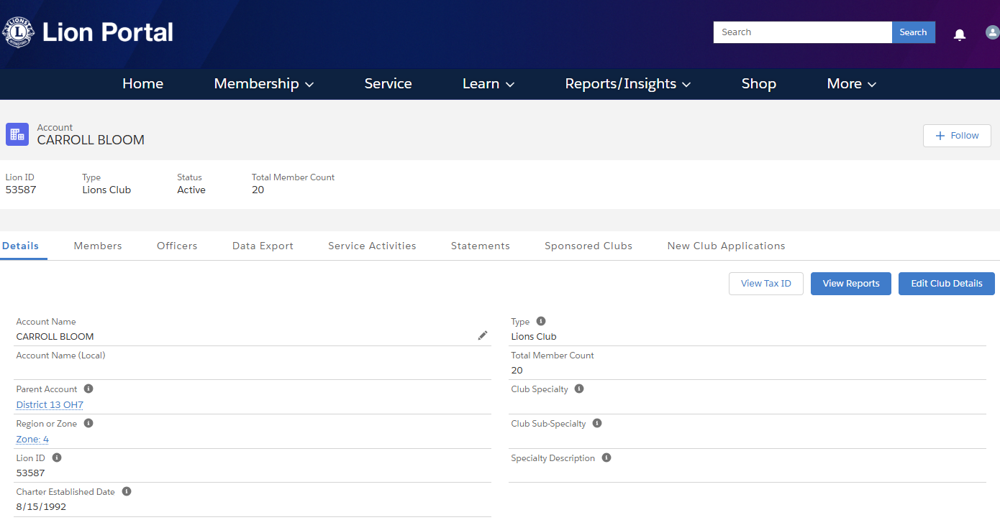 LIONS
L
INTERNATIONAL
Lion Portal
Search
Search
Home
Membership
Service
Learn
Reports/Insights
Shop
More
Account
CARROLL BLOOM
+ Follow
Lion ID
Type
Status
Total Member Count
53587
Lions Club
Active
20
Details
Members
Officers
Data Export
Service Activities
Statements
Sponsored Clubs
New Club Applications
View Tax ID
View Reports
Edit Club Details
Account Name
CARROLL BLOOM
Account Name (Local)
Parent Account
District 13 OH7
Region or Zone
Zone: 4
Lion ID
53587
Charter Established Date
8/15/1992
Type
Lions Club
Total Member Count
20
Club Specialty
Club Sub-Specialty
Specialty Description